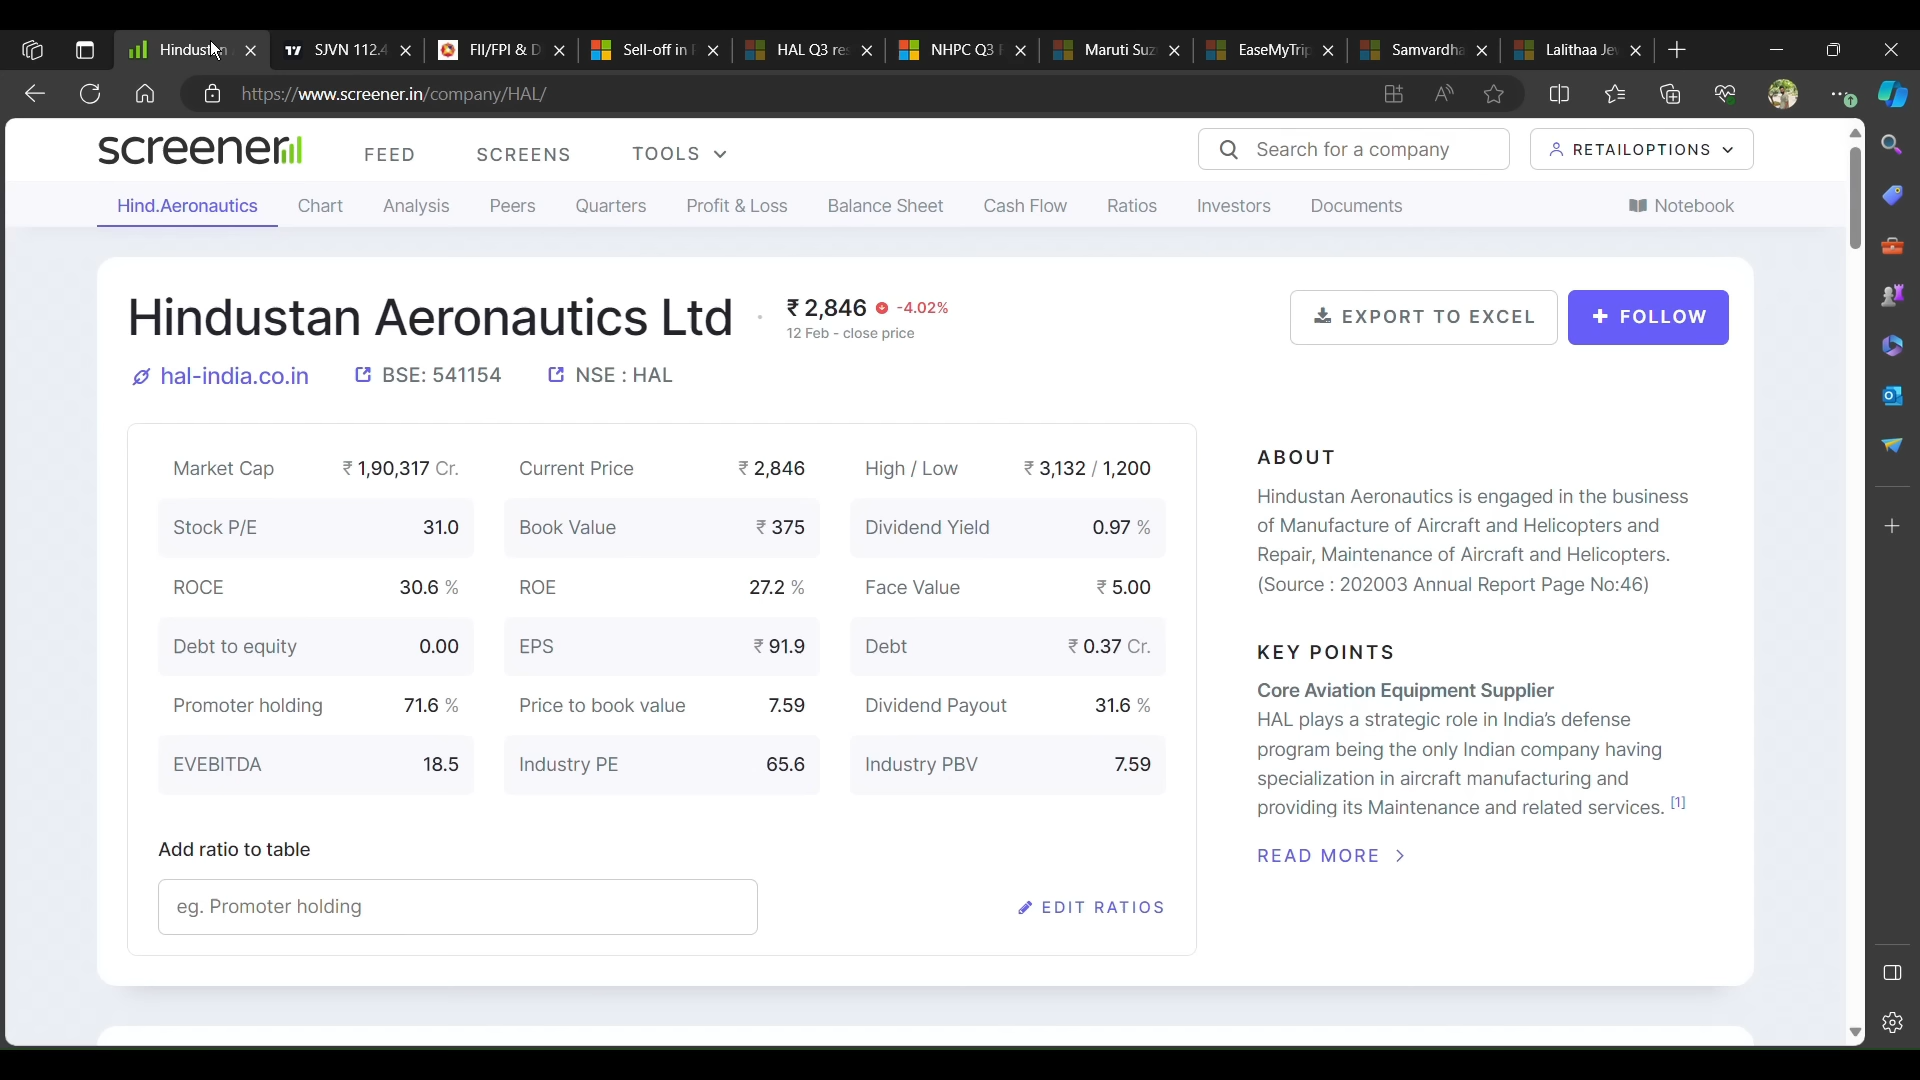 Hindustan
SJVN 112.4
FII/FPI & D
Sell-off in
HAL Q3 re
NHPC Q3
Maruti Suz
EaseMyTrip
Samvardha
Lalithaa Je
https://www.screener.in/company/HAL/
screener
FEED
SCREENS
TOOLS
Search for a company
RETAILOPTIONS
Hind.Aeronautics
Chart
Analysis
Peers
Quarters
Profit & Loss
Balance Sheet
Cash Flow
Ratios
Investors
Documents
Notebook
Hindustan Aeronautics Ltd
₹ 2,846 -4.02%
12 Feb - close price
EXPORT TO EXCEL
+ FOLLOW
hal-india.co.in
BSE: 541154
NSE : HAL
Market Cap ₹ 1,90,317 Cr.
Current Price ₹ 2,846
High / Low ₹ 3,132 / 1,200
Stock P/E 31.0
Book Value ₹ 375
Dividend Yield 0.97 %
ROCE 30.6 %
ROE 27.2 %
Face Value ₹ 5.00
Debt to equity 0.00
EPS ₹ 91.9
Debt ₹ 0.37 Cr.
Promoter holding 71.6 %
Price to book value 7.59
Dividend Payout 31.6 %
EVEBITDA 18.5
Industry PE 65.6
Industry PBV 7.59
Add ratio to table
eg. Promoter holding
EDIT RATIOS
ABOUT
Hindustan Aeronautics is engaged in the business
of Manufacture of Aircraft and Helicopters and
Repair, Maintenance of Aircraft and Helicopters.
(Source : 202003 Annual Report Page No:46)
KEY POINTS
Core Aviation Equipment Supplier
HAL plays a strategic role in India's defense
program being the only Indian company having
specialization in aircraft manufacturing and
providing its Maintenance and related services. [1]
READ MORE >